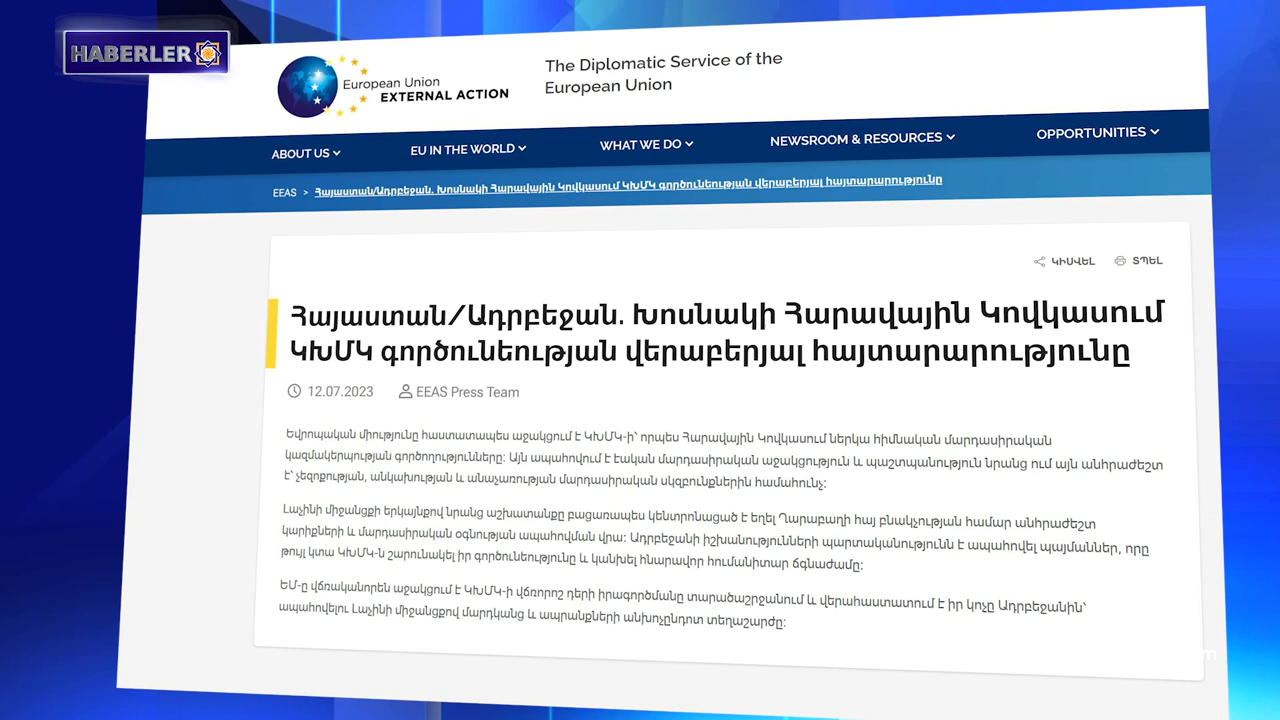 HABERLER
European Union
EXTERNAL ACTION
The Diplomatic Service of the
European Union
ABOUT US
EU IN THE WORLD
WHAT WE DO
NEWSROOM & RESOURCES
OPPORTUNITIES
EEAS > Հայաստան/Ադրբեջան. Խոսնակի Հարավային Կովկասում ԿԽՄԿ գործունեության վերաբերյալ հայտարարությունը
ԿԻՍՎԵԼ
ՏՊԵԼ
Հայաստան/Ադրբեջան. Խոսնակի Հարավային Կովկասում
ԿԽՄԿ գործունեության վերաբերյալ հայտարարությունը
12.07.2023
EEAS Press Team
Եվրոպական միությունը հաստատապես աջակցում է ԿԽՄԿ-ի՝ որպես Հարավային Կովկասում ներկա հիմնական մարդասիրական
կազմակերպության գործողությունները: Այն ապահովում է էական մարդասիրական աջակցություն և պաշտպանություն նրանց ում այն անհրաժեշտ
է՝ չեզոքության, անկախության և անաչառության մարդասիրական սկզբունքներին համահունչ:
Լաչինի միջանցքի երկայնքով նրանց աշխատանքը բացառապես կենտրոնացած է եղել Ղարաբաղի հայ բնակչության համար անհրաժեշտ
կարիքների և մարդասիրական օգնության ապահովման վրա: Ադրբեջանի իշխանությունների պարտականությունն է ապահովել պայմաններ, որը
թույլ կտա ԿԽՄԿ-ն շարունակել իր գործունեությունը և կանխել հնարավոր հումանիտար ճգնաժամը:
ԵՄ-ը վճռականորեն աջակցում է ԿԽՄԿ-ի վճռորոշ դերի իրագործմանը տարածաշրջանում և վերահաստատում է իր կոչը Ադրբեջանին՝
ապահովելու Լաչինի միջանցքով մարդկանց և ապրանքների անխոչընդոտ տեղաշարժը: